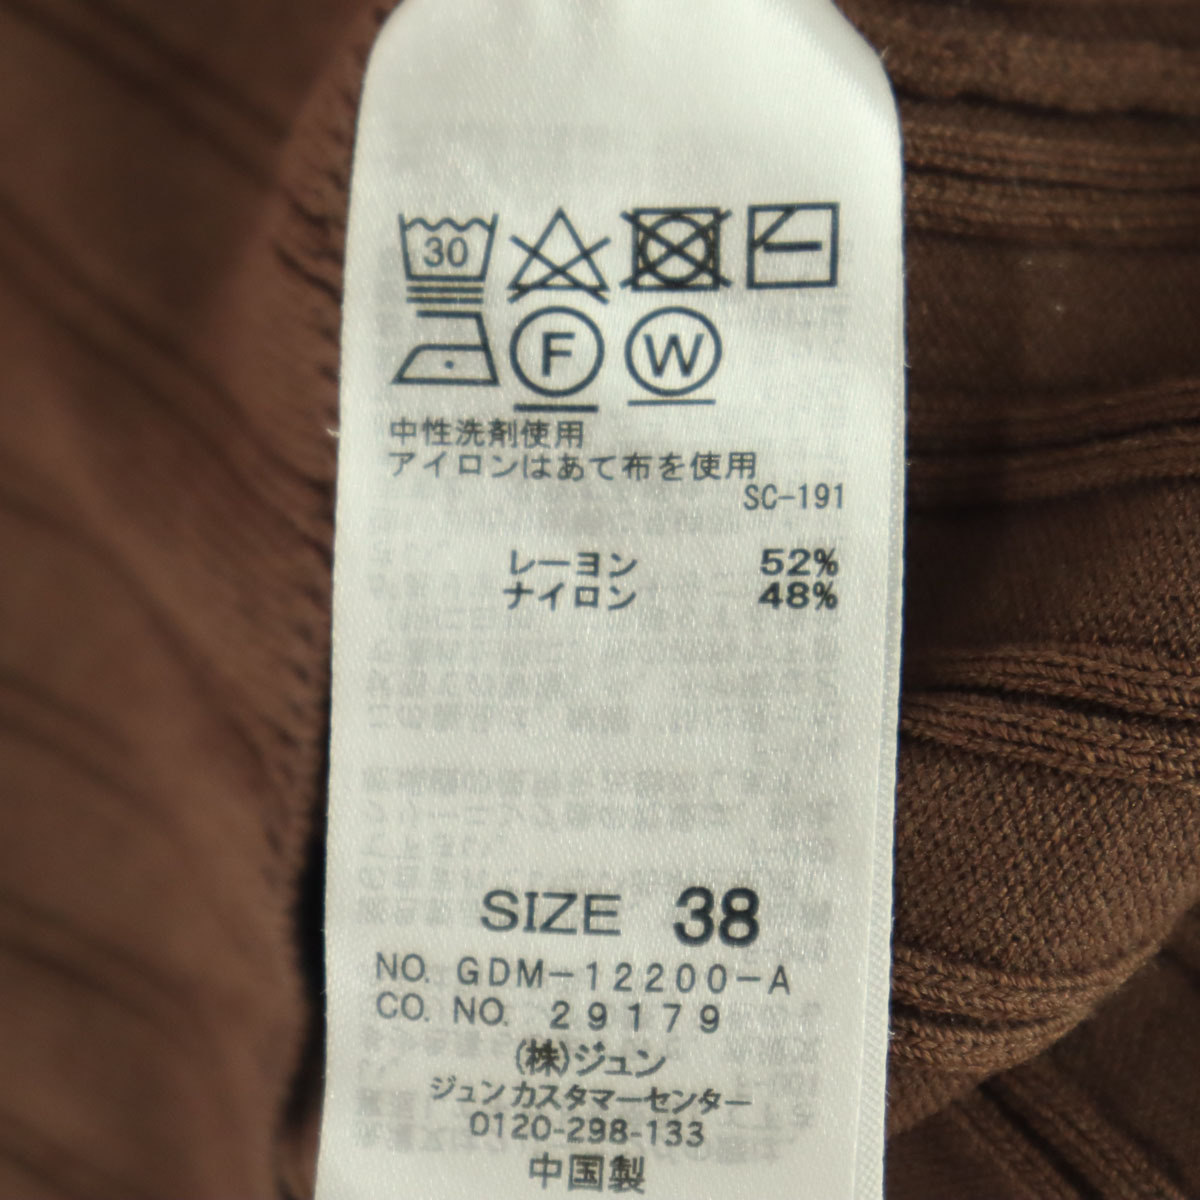 30
F W
中性洗剤使用
アイロンはあて布を使用
SC-191
レーヨン 52%
ナイロン 48%
SIZE 38
NO. GDM-12200-A
CO. NO. 29179
(株)ジュン
ジュンカスタマーセンター
0120-298-133
中国製